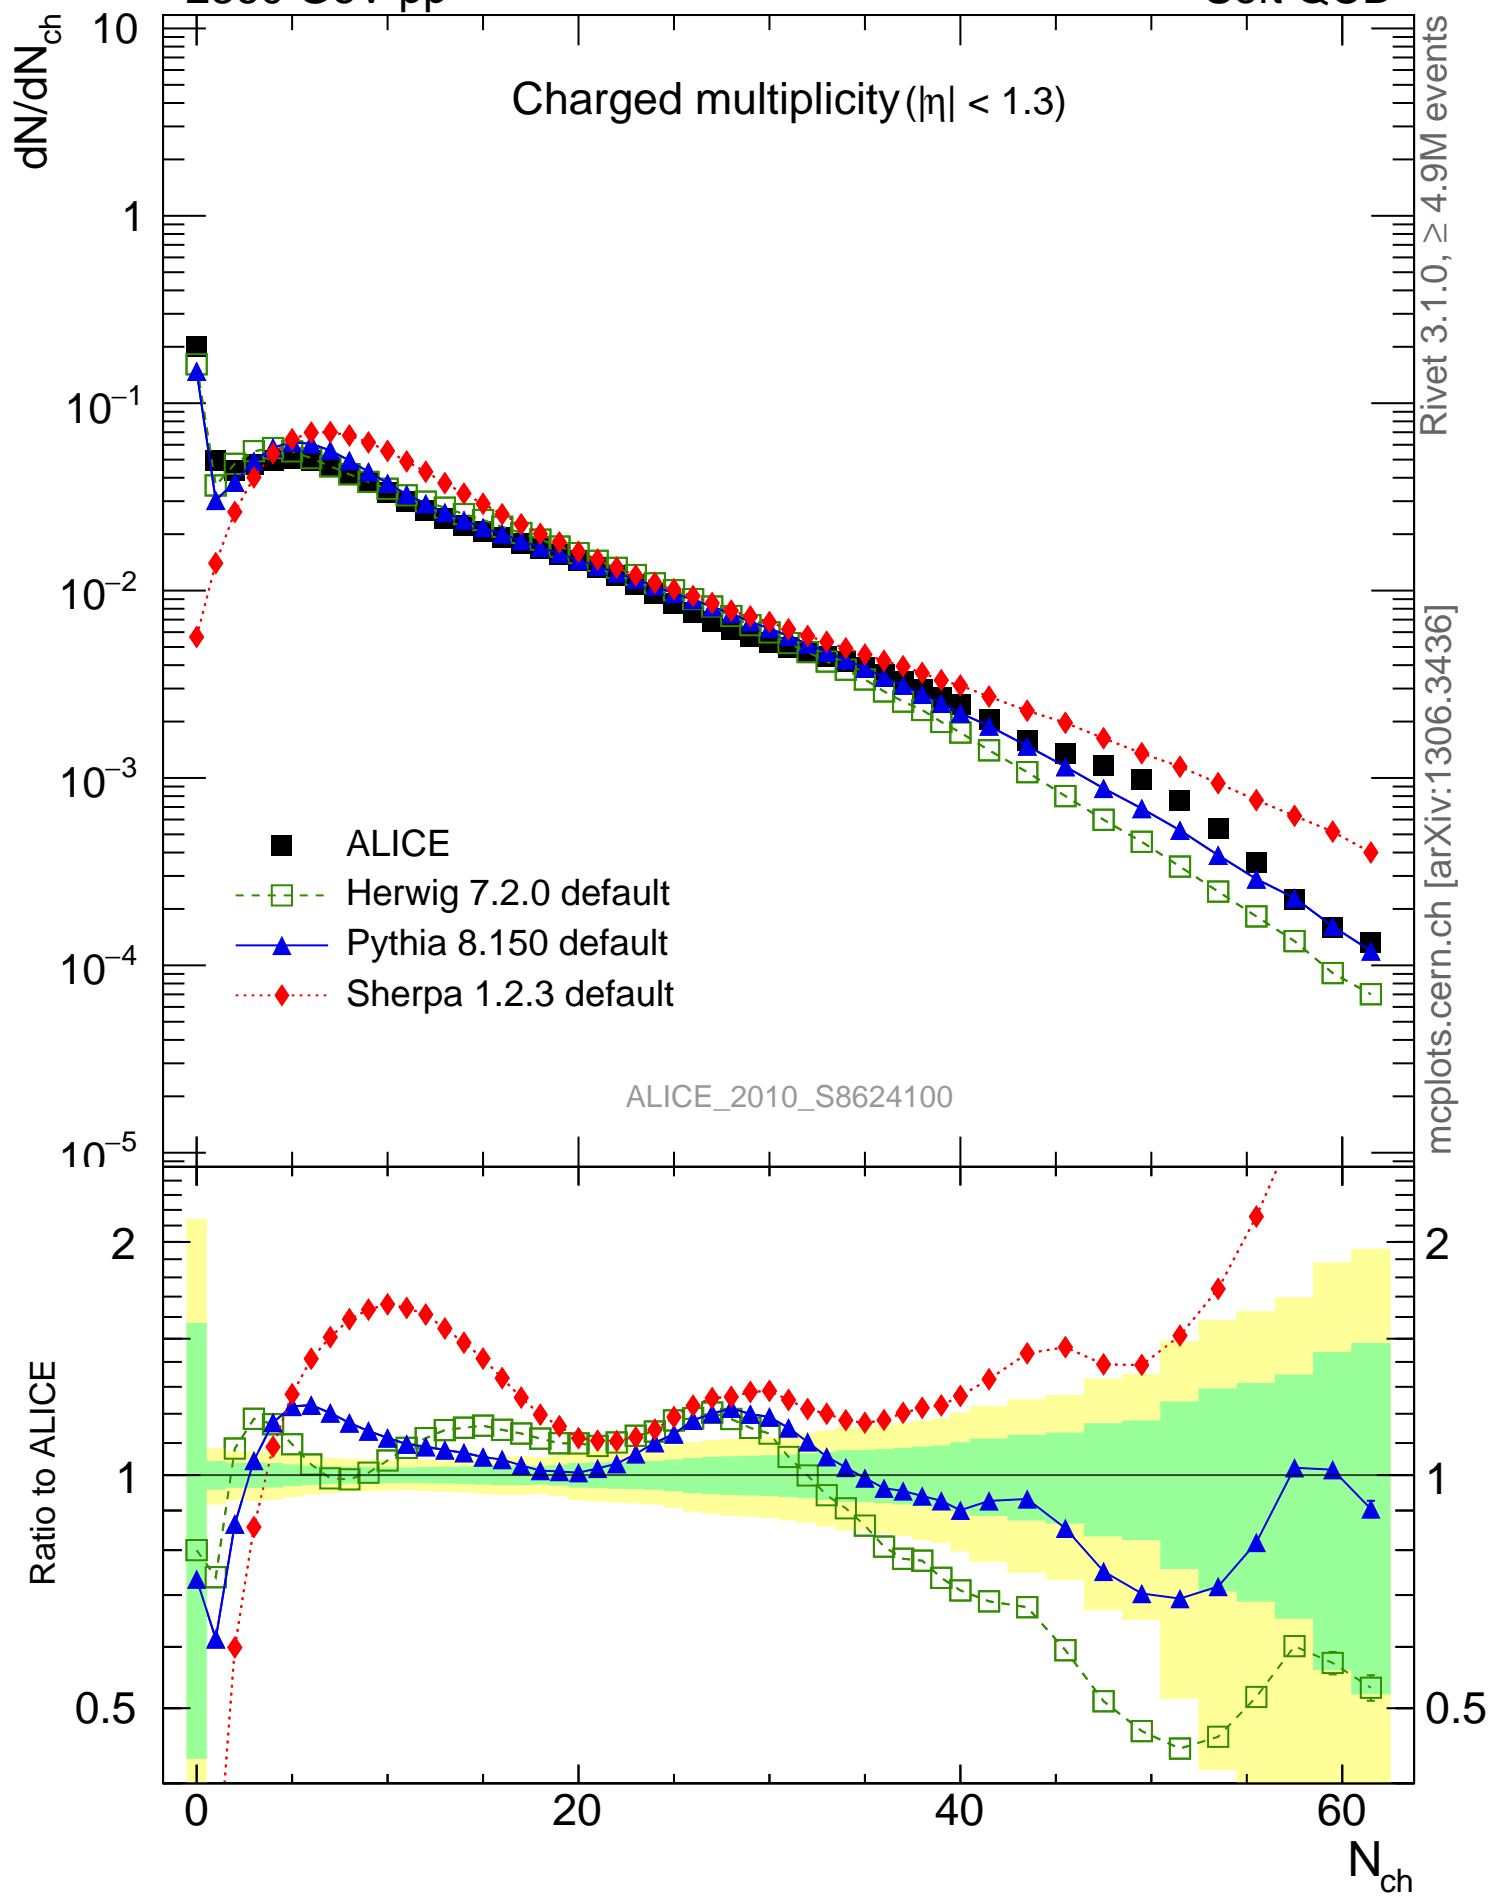 dN/dN_ch
Charged multiplicity (|η| < 1.3)
10
1
10⁻¹
10⁻²
10⁻³
10⁻⁴
10⁻⁵
ALICE
Herwig 7.2.0 default
Pythia 8.150 default
Sherpa 1.2.3 default
ALICE_2010_S8624100
Rivet 3.1.0, ≥ 4.9M events
mcplots.cern.ch [arXiv:1306.3436]
Ratio to ALICE
2
1
0.5
2
1
0.5
0
20
40
60
N_ch